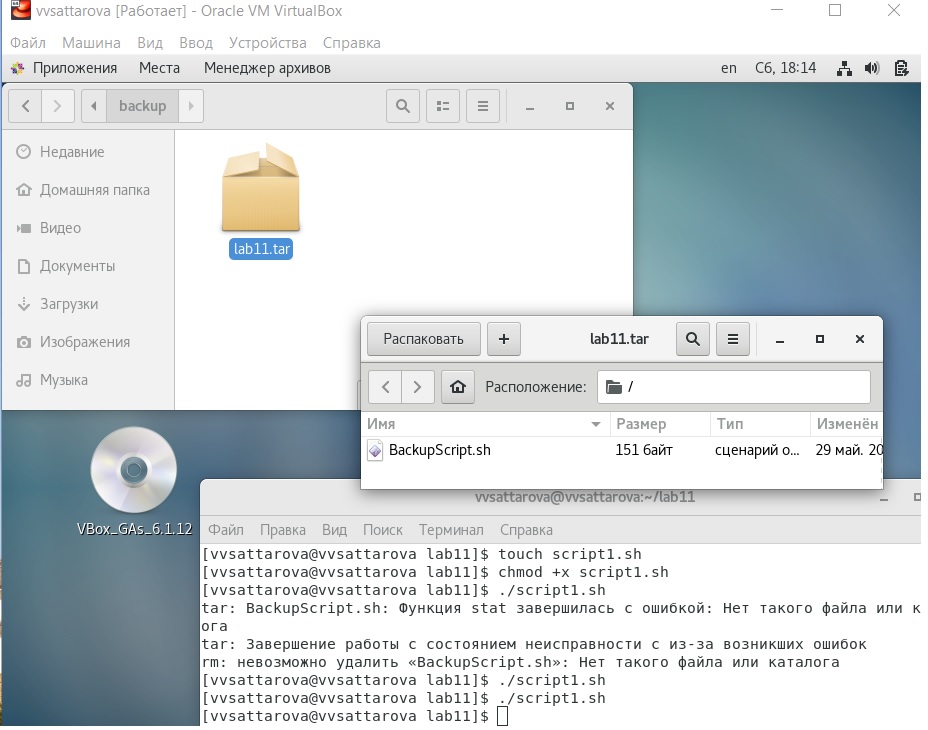 vvsattarova [Работает] - Oracle VM VirtualBox
Файл Машина Вид Ввод Устройства Справка
Приложения Места Менеджер архивов en Сб, 18:14
backup
Недавние
Домашняя папка
Видео
Документы
Загрузки
Изображения
Музыка
lab11.tar
Распаковать + lab11.tar
Расположение: /
Имя Размер Тип Изменён
BackupScript.sh 151 байт сценарий о... 29 май. 20
VBox_GAs_6.1.12
vvsattarova@vvsattarova:~/lab11
Файл Правка Вид Поиск Терминал Справка
[vvsattarova@vvsattarova lab11]$ touch script1.sh
[vvsattarova@vvsattarova lab11]$ chmod +x script1.sh
[vvsattarova@vvsattarova lab11]$ ./script1.sh
tar: BackupScript.sh: Функция stat завершилась с ошибкой: Нет такого файла или к
ога
tar: Завершение работы с состоянием неисправности с из-за возникших ошибок
rm: невозможно удалить «BackupScript.sh»: Нет такого файла или каталога
[vvsattarova@vvsattarova lab11]$ ./script1.sh
[vvsattarova@vvsattarova lab11]$ ./script1.sh
[vvsattarova@vvsattarova lab11]$